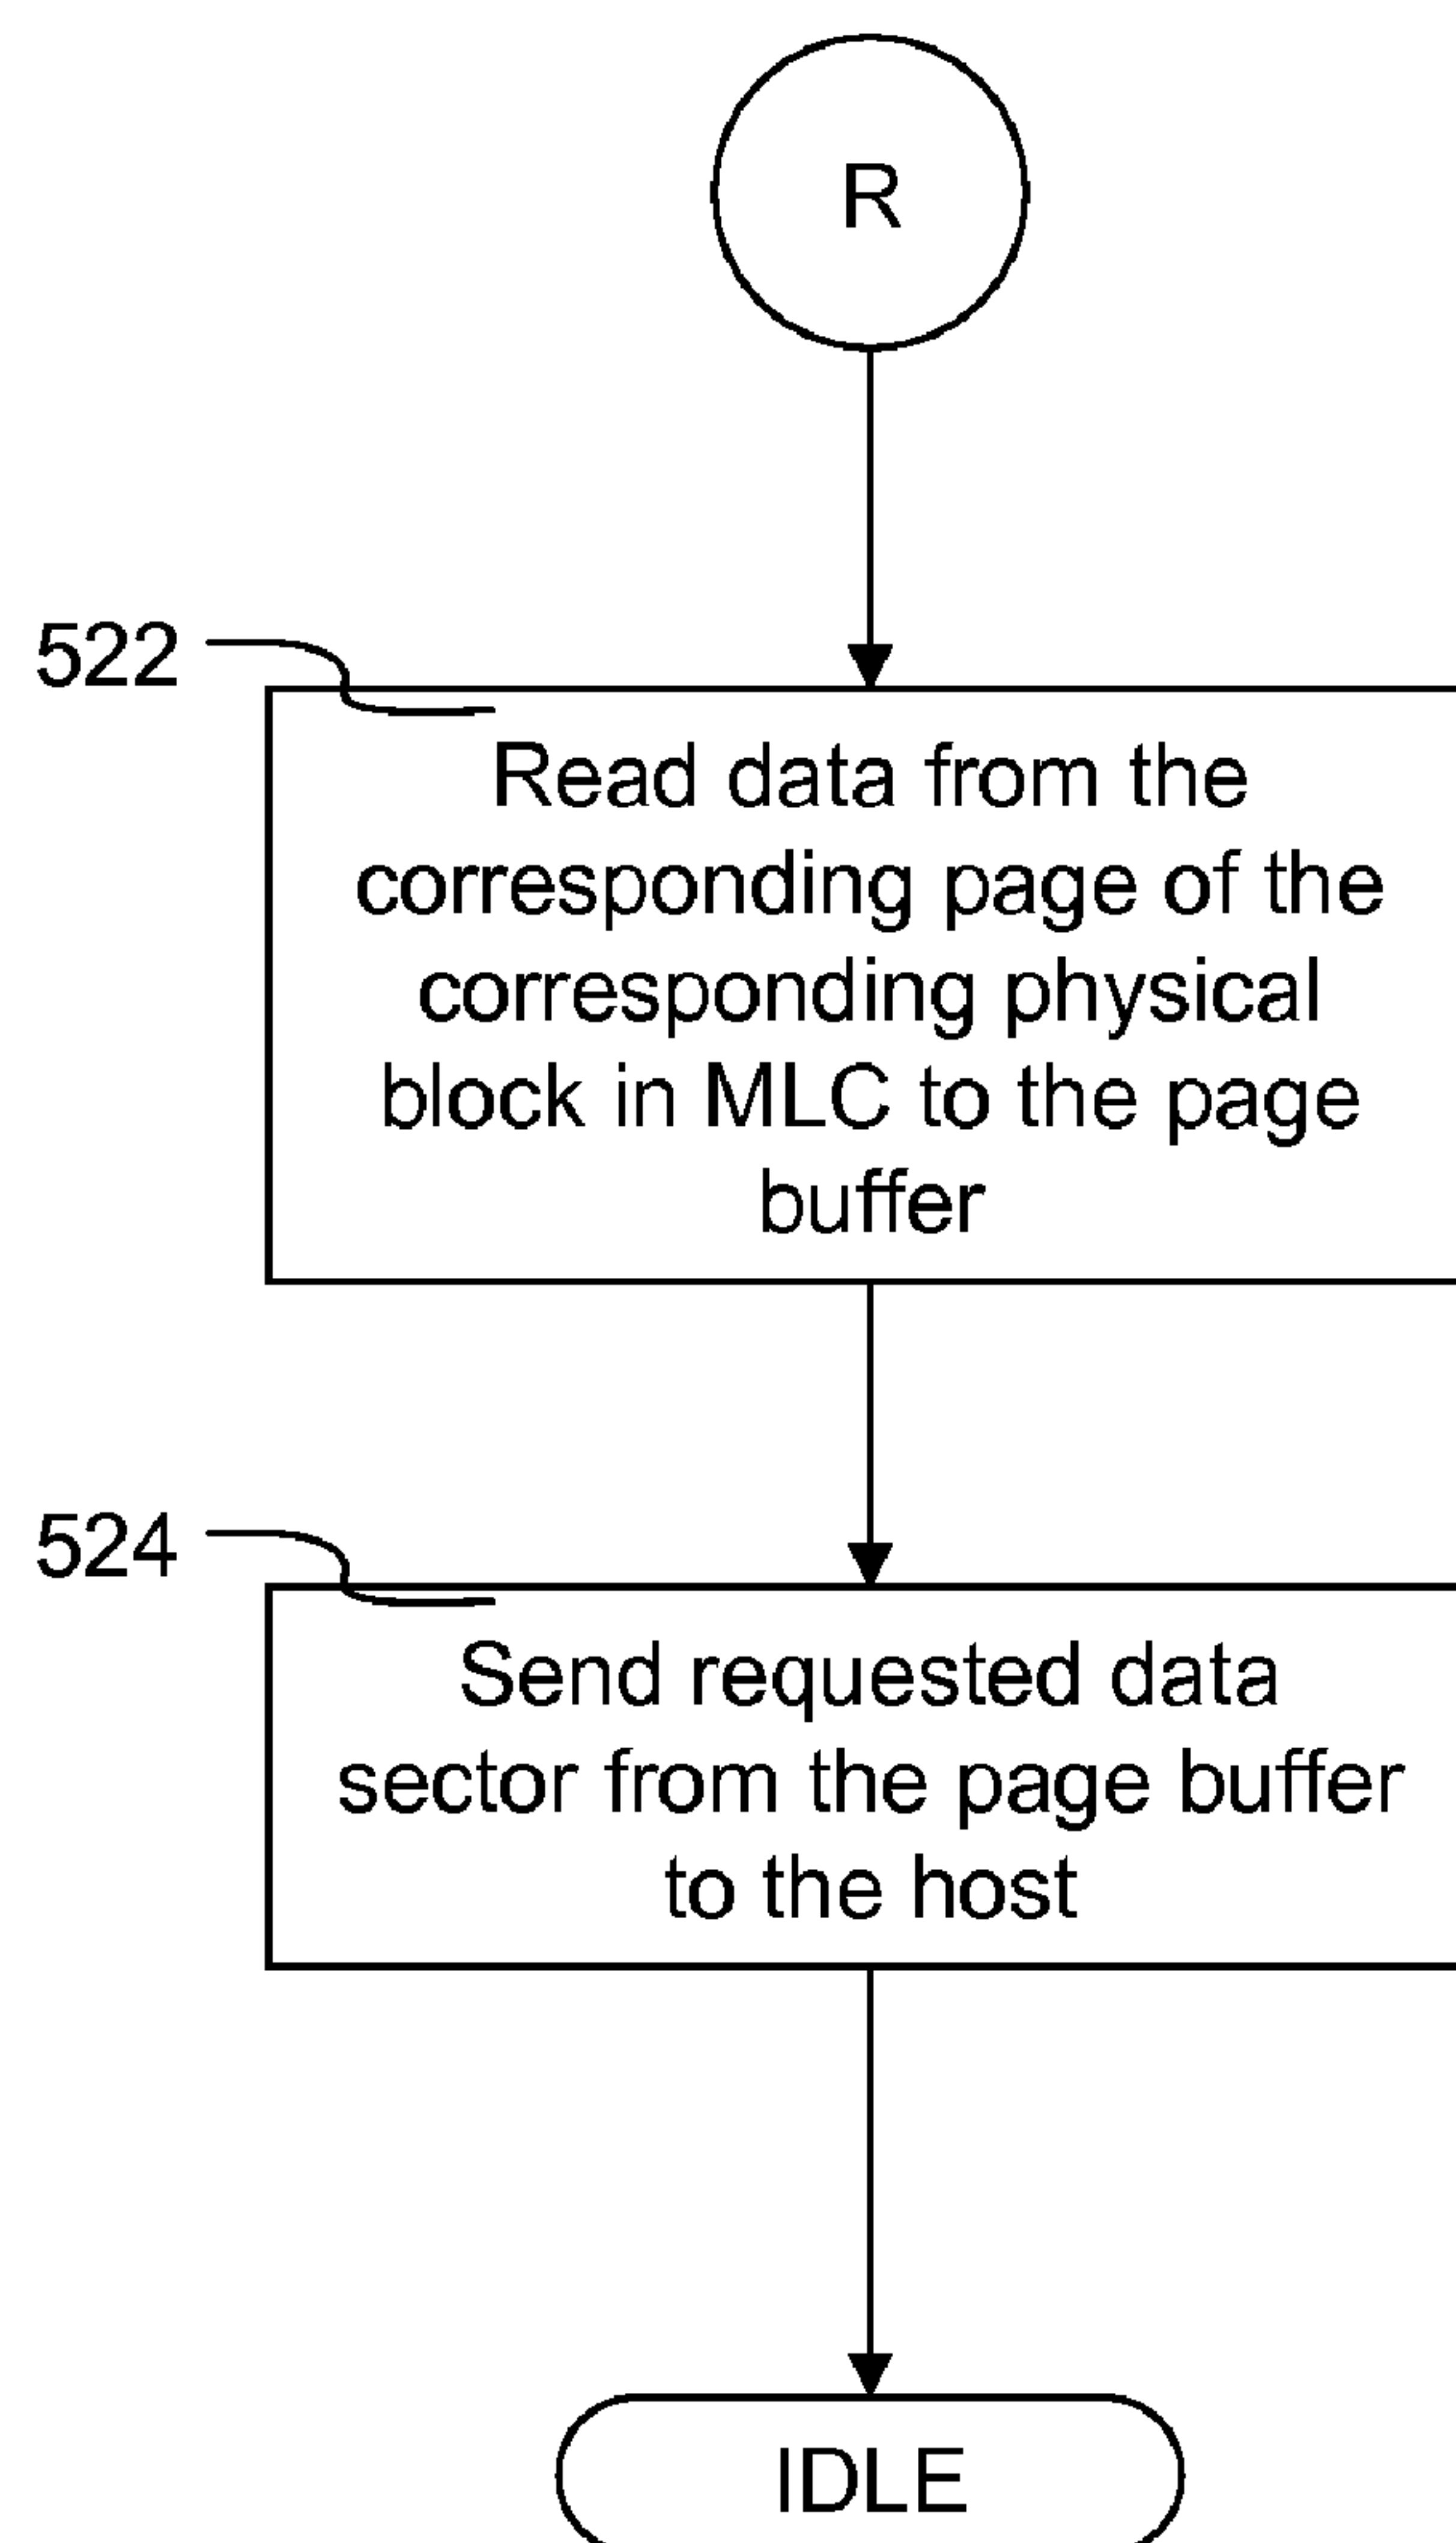 R
522
Read data from the
corresponding page of the
corresponding physical
block in MLC to the page
buffer
524
Send requested data
sector from the page buffer
to the host
IDLE